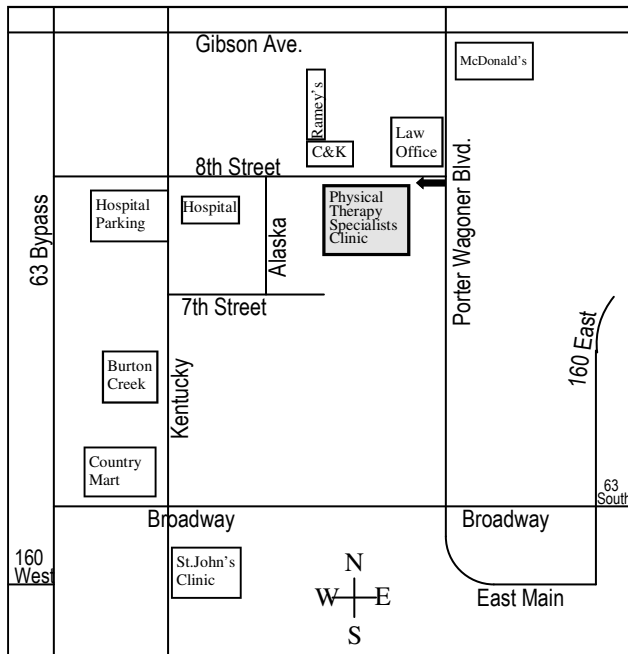 Gibson Ave.
McDonald's
Ramey's
Law
Office
C&K
8th Street
Porter Wagoner Blvd.
63 Bypass
Hospital
Parking
Hospital
Alaska
Physical
Therapy
Specialists
Clinic
7th Street
160 East
Burton
Creek
Kentucky
Country
Mart
63
South
Broadway
Broadway
160
West
St.John's
Clinic
N
W
E
S
East Main